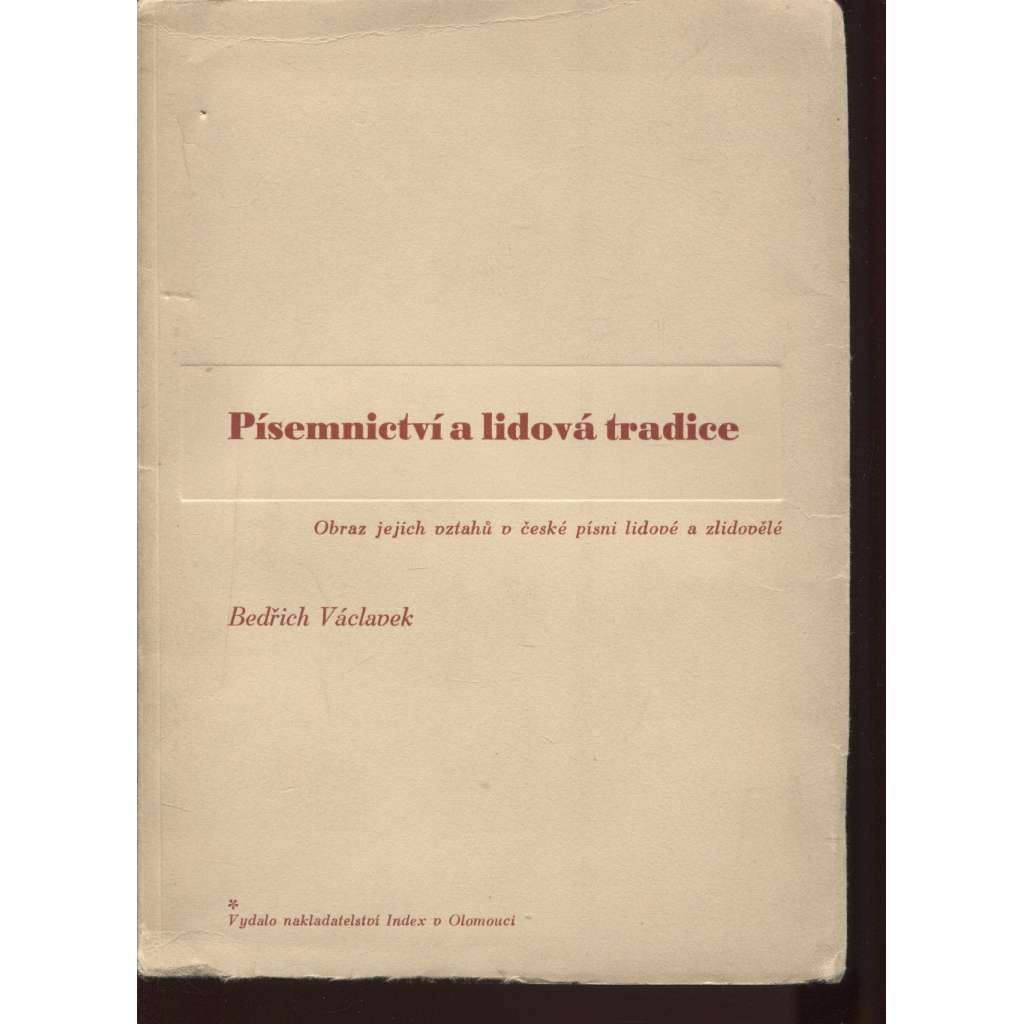 Písemnictví a lidová tradice
Obraz jejich vztahů v české písni lidové a zlidovělé
Bedřich Václavek
*
Vydalo nakladatelství Index v Olomouci